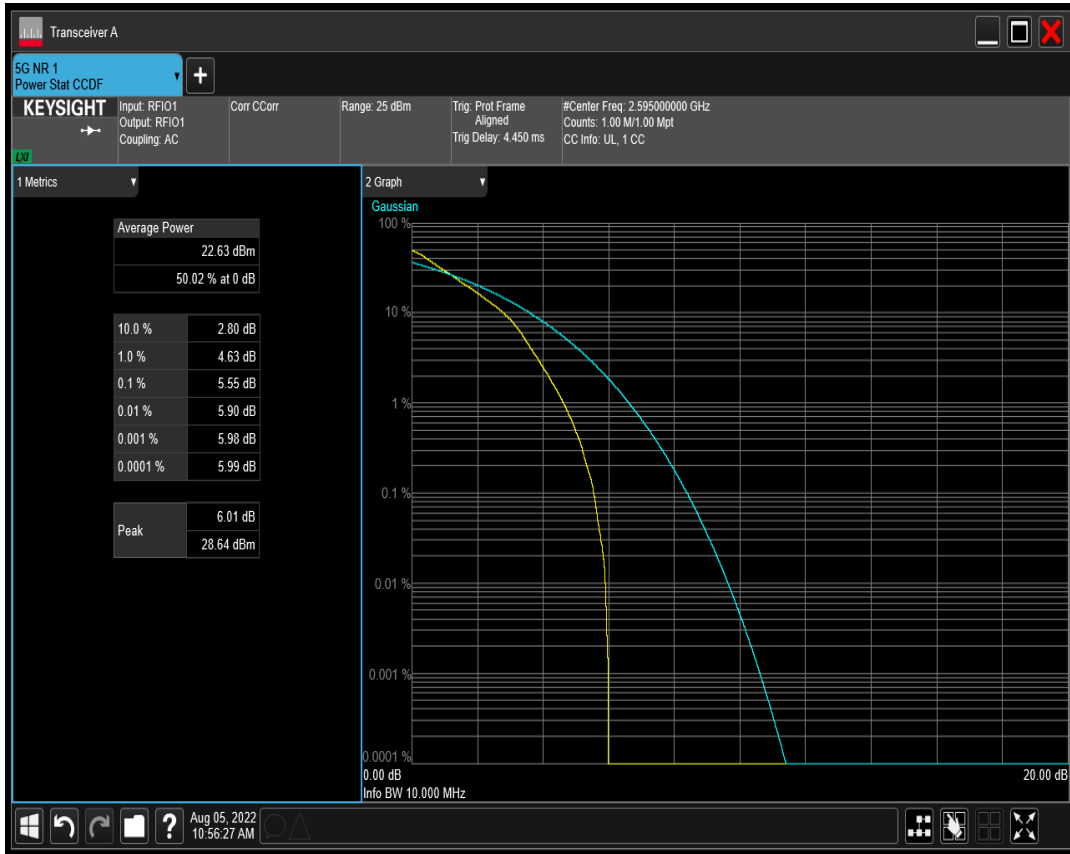 Transceiver A
5G NR 1
Power Stat CCDF
+
KEYSIGHT
LXI
Input: RFIO1
Output: RFIO1
Coupling: AC
Corr CCorr
Range: 25 dBm
Trig: Prot Frame
Aligned
Trig Delay: 4.450 ms
#Center Freq: 2.595000000 GHz
Counts: 1.00 M/1.00 Mpt
CC Info: UL, 1 CC
1 Metrics
Average Power
22.63 dBm
50.02 % at 0 dB
10.0 % 2.80 dB
1.0 % 4.63 dB
0.1 % 5.55 dB
0.01 % 5.90 dB
0.001 % 5.98 dB
0.0001 % 5.99 dB
Peak
6.01 dB
28.64 dBm
2 Graph
Gaussian
100 %
10 %
1 %
0.1 %
0.01 %
0.001 %
0.0001 %
0.00 dB 20.00 dB
Info BW 10.000 MHz
?
Aug 05, 2022
10:56:27 AM